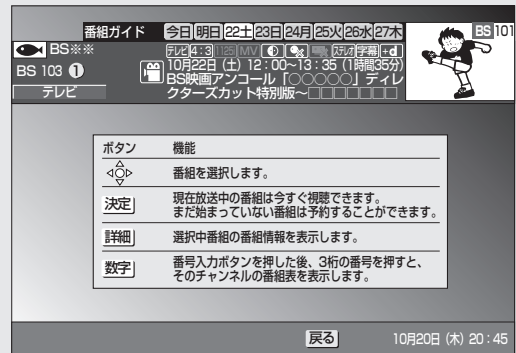 番組ガイド 今日 明日 22土 23日 24月 25火 26水 27木 BS 101
BS※※ テレビ 4:3 1125i MV ステレオ 字幕 +d
BS 103 ① 10月22日（土）12：00~13：35（1時間35分）
BS映画アンコール「○○○○○」ディレ
テレビ クターズカット特別版~□□□□□□□
ボタン 機能
番組を選択します。
決定 現在放送中の番組は今すぐ視聴できます。
まだ始まっていない番組は予約することができます。
詳細 選択中番組の番組情報を表示します。
数字 番号入力ボタンを押した後、3桁の番号を押すと、
そのチャンネルの番組表を表示します。
戻る 10月20日（木）20：45